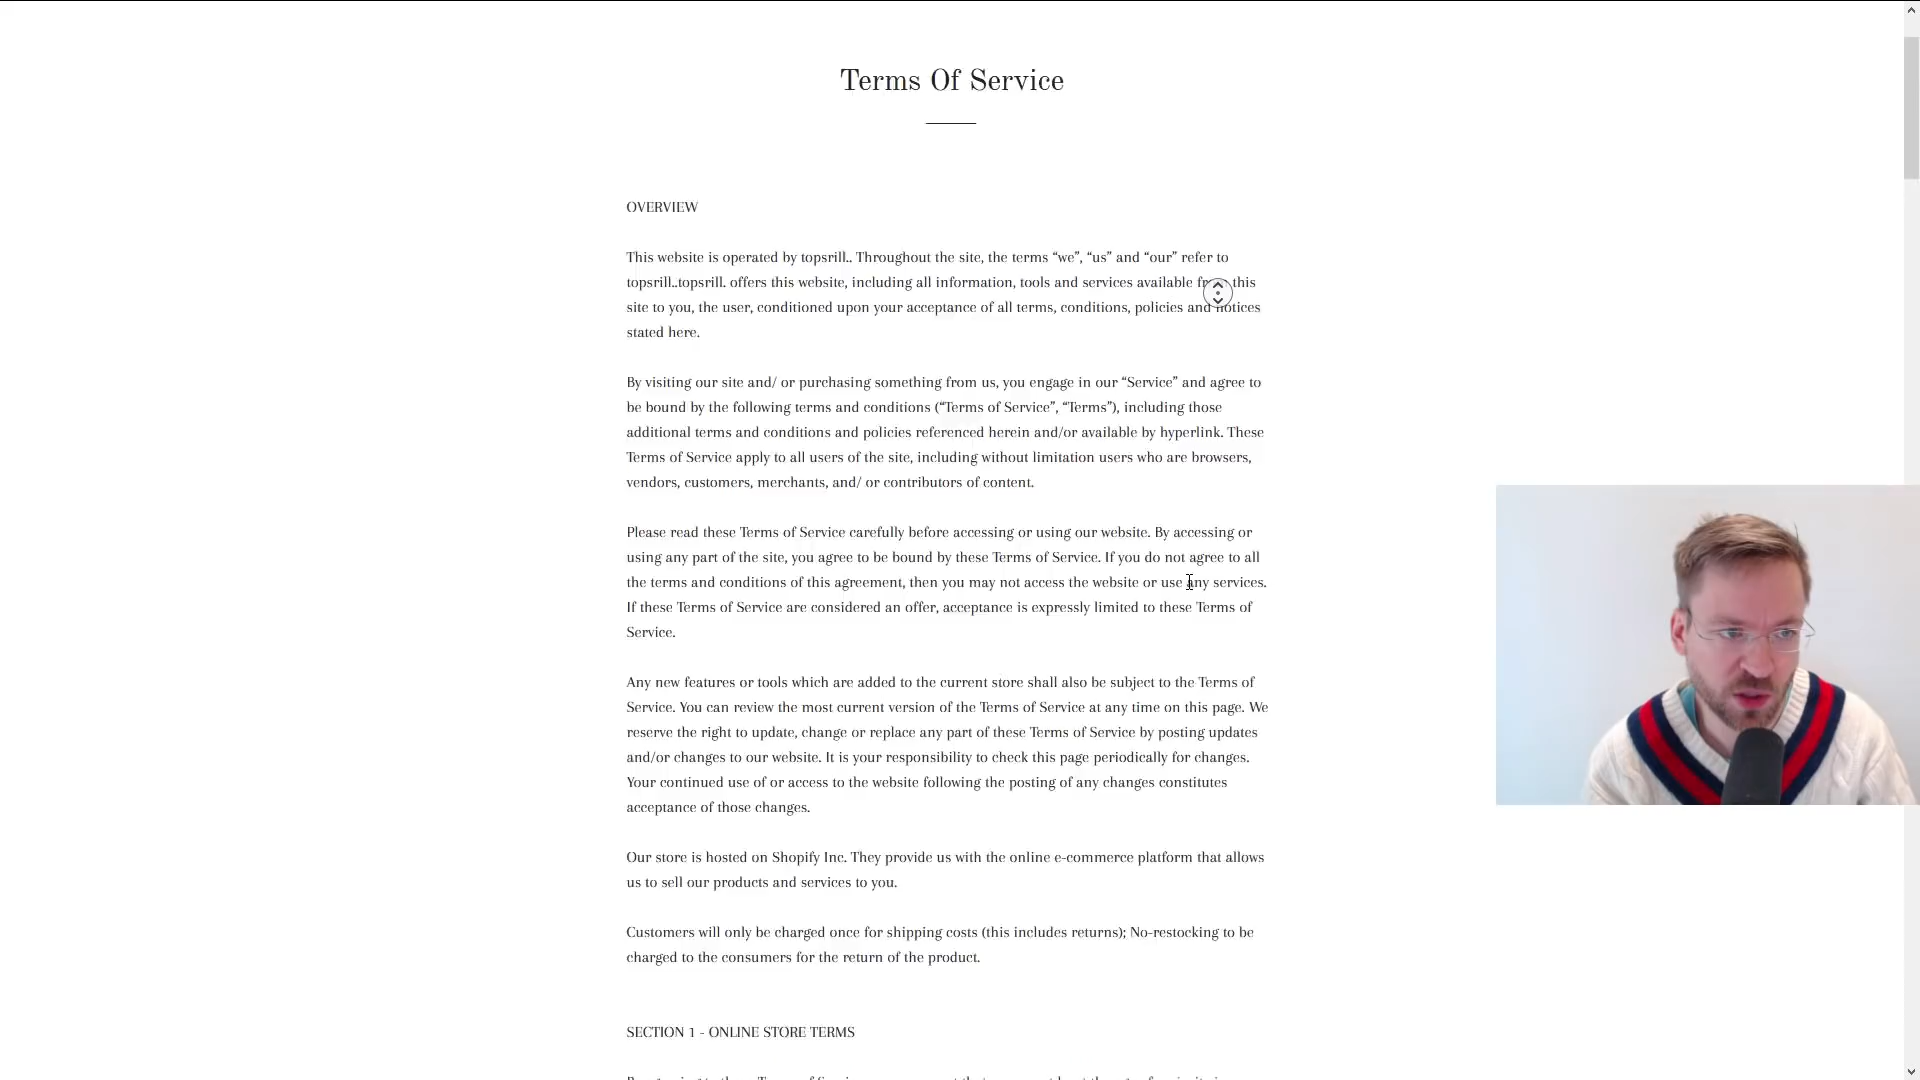 Terms Of Service
OVERVIEW
This website is operated by topsrill.. Throughout the site, the terms “we”, “us” and “our” refer to
topsrill..topsrill. offers this website, including all information, tools and services available this
site to you, the user, conditioned upon your acceptance of all terms, conditions, policies and notices
stated here.
By visiting our site and/ or purchasing something from us, you engage in our “Service” and agree to
be bound by the following terms and conditions (“Terms of Service”, “Terms”), including those
additional terms and conditions and policies referenced herein and/or available by hyperlink. These
Terms of Service apply to all users of the site, including without limitation users who are browsers,
vendors, customers, merchants, and/ or contributors of content.
Please read these Terms of Service carefully before accessing or using our website. By accessing or
using any part of the site, you agree to be bound by these Terms of Service. If you do not agree to all
the terms and conditions of this agreement, then you may not access the website or use any services.
If these Terms of Service are considered an offer, acceptance is expressly limited to these Terms of
Service.
Any new features or tools which are added to the current store shall also be subject to the Terms of
Service. You can review the most current version of the Terms of Service at any time on this page. We
reserve the right to update, change or replace any part of these Terms of Service by posting updates
and/or changes to our website. It is your responsibility to check this page periodically for changes.
Your continued use of or access to the website following the posting of any changes constitutes
acceptance of those changes.
Our store is hosted on Shopify Inc. They provide us with the online e-commerce platform that allows
us to sell our products and services to you.
Customers will only be charged once for shipping costs (this includes returns); No-restocking to be
charged to the consumers for the return of the product.
SECTION 1 - ONLINE STORE TERMS